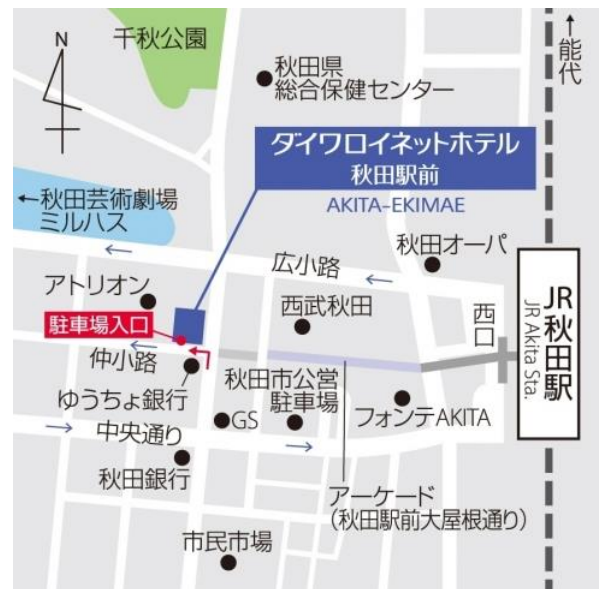 千秋公園
N
秋田県
総合保健センター
↑能代
ダイワロイネットホテル
秋田駅前
AKITA-EKIMAE
←秋田芸術劇場
ミルハス
秋田オーパ
広小路
アトリオン
西武秋田
西口
JR秋田駅
JR Akita Sta.
駐車場入口
仲小路
ゆうちょ銀行
秋田市公営
駐車場
フォンテAKITA
GS
中央通り
秋田銀行
アーケード
(秋田駅前大屋根通り)
市民市場